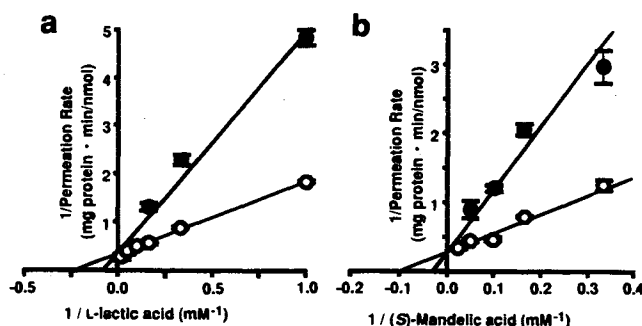 a
5
4
3
2
1
1/Permeation Rate
(mg protein · min/nmol)
-0.5
0.0
0.5
1.0
1 / L-lactic acid (mM⁻¹)
b
3
2
1
1/Permeation Rate
(mg protein · min/nmol)
-0.2
-0.1
0.0
0.1
0.2
0.3
0.4
1 / (S)-Mandelic acid (mM⁻¹)